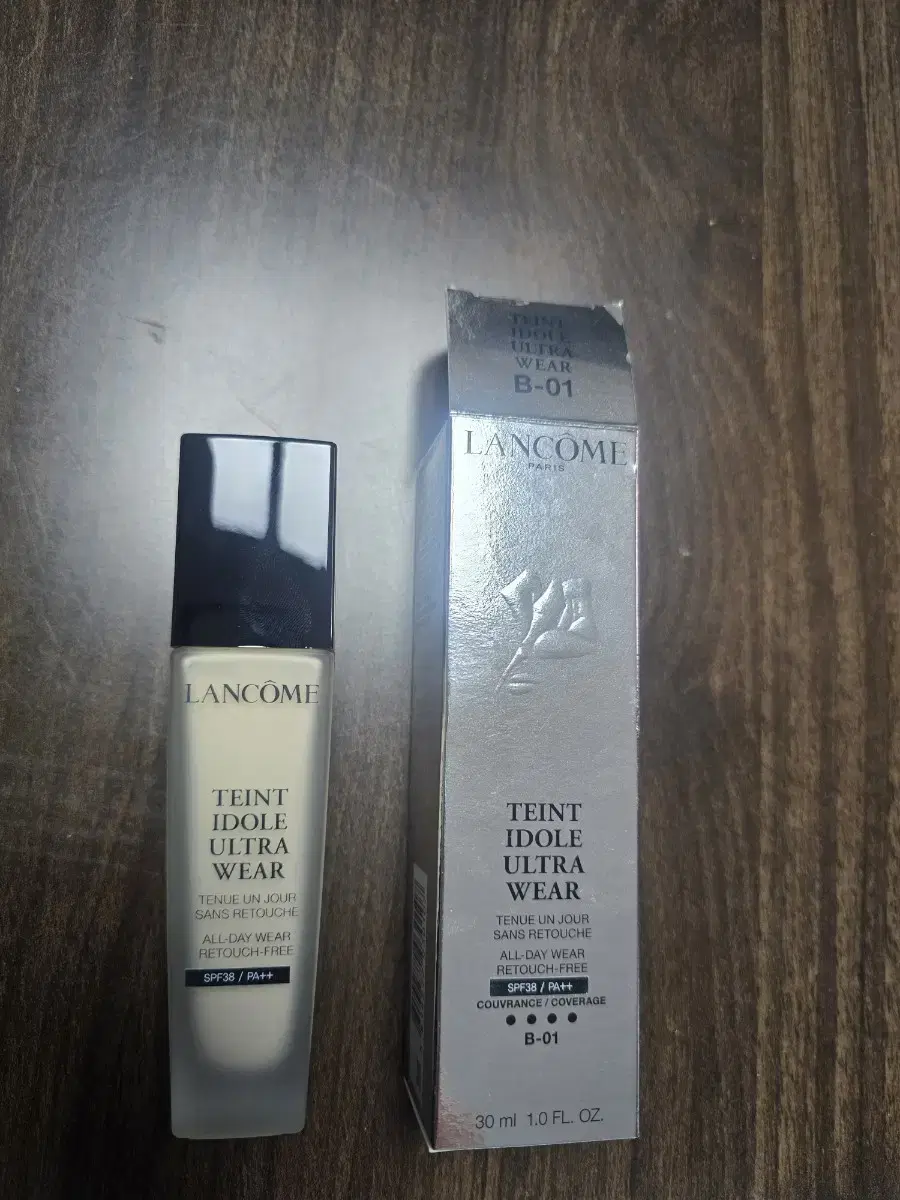 LANCÔME
TEINT
IDOLE
ULTRA
WEAR
TENUE UN JOUR
SANS RETOUCHE
ALL-DAY WEAR
RETOUCH-FREE
SPF38 / PA++
TEINT
IDOLE
ULTRA
WEAR
B-01
LANCÔME
PARIS
TEINT
IDOLE
ULTRA
WEAR
TENUE UN JOUR
SANS RETOUCHE
ALL-DAY WEAR
RETOUCH-FREE
SPF38 / PA++
COUVRANCE / COVERAGE
B-01
30 ml 1.0 FL. OZ.